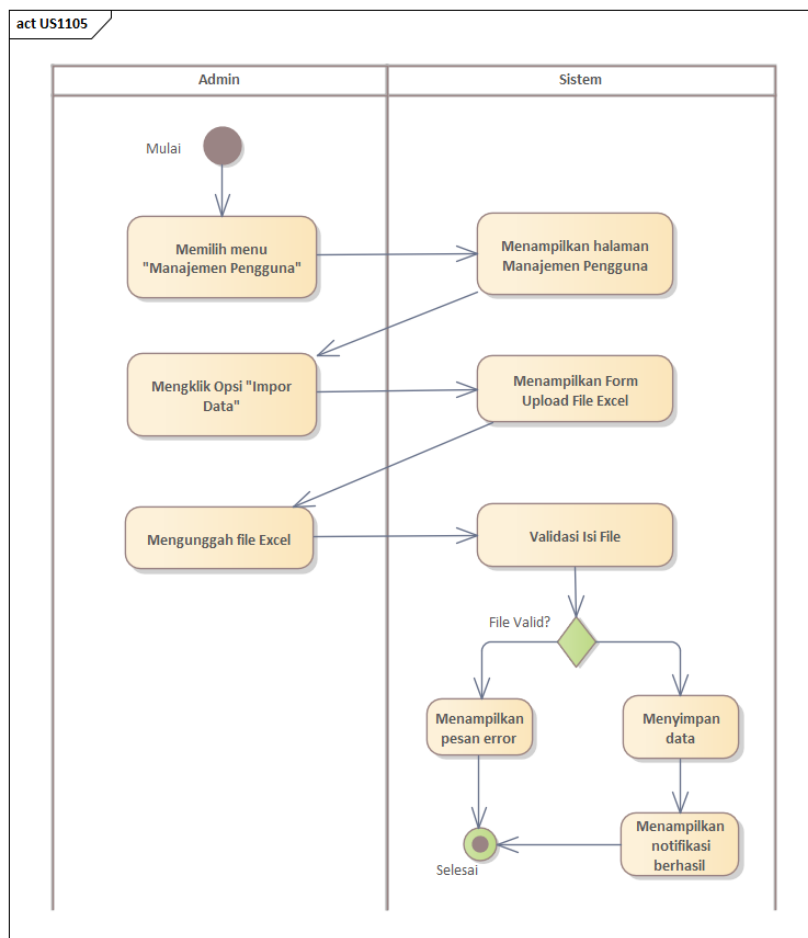 act US1105
Admin
Sistem
Mulai
Memilih menu
"Manajemen Pengguna"
Menampilkan halaman
Manajemen Pengguna
Mengklik Opsi "Impor
Data"
Menampilkan Form
Upload File Excel
Mengunggah file Excel
Validasi Isi File
File Valid?
Menampilkan
pesan error
Menyimpan
data
Menampilkan
notifikasi
berhasil
Selesai